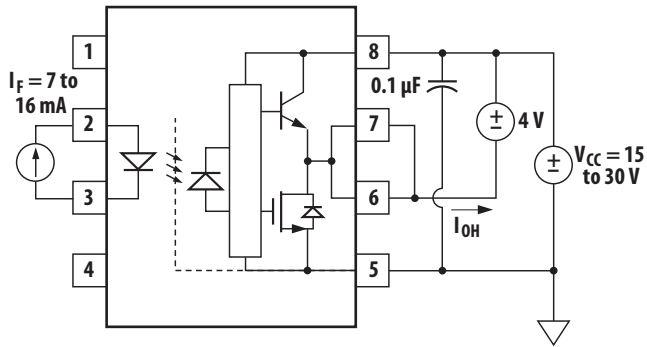 1
8
I_F = 7 to
16 mA
0.1 µF
2
7
4 V
V_CC = 15
to 30 V
3
6
I_OH
4
5